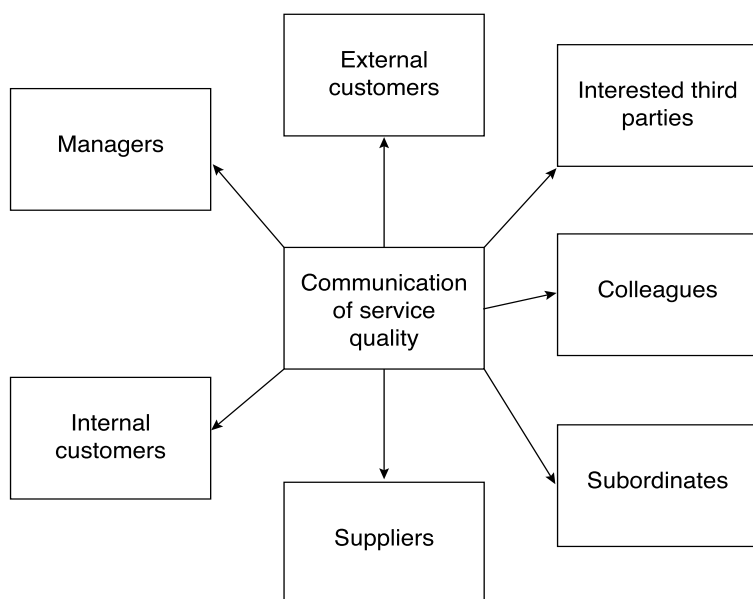 External
customers
Interested third
parties
Managers
Communication
of service
quality
Colleagues
Internal
customers
Subordinates
Suppliers